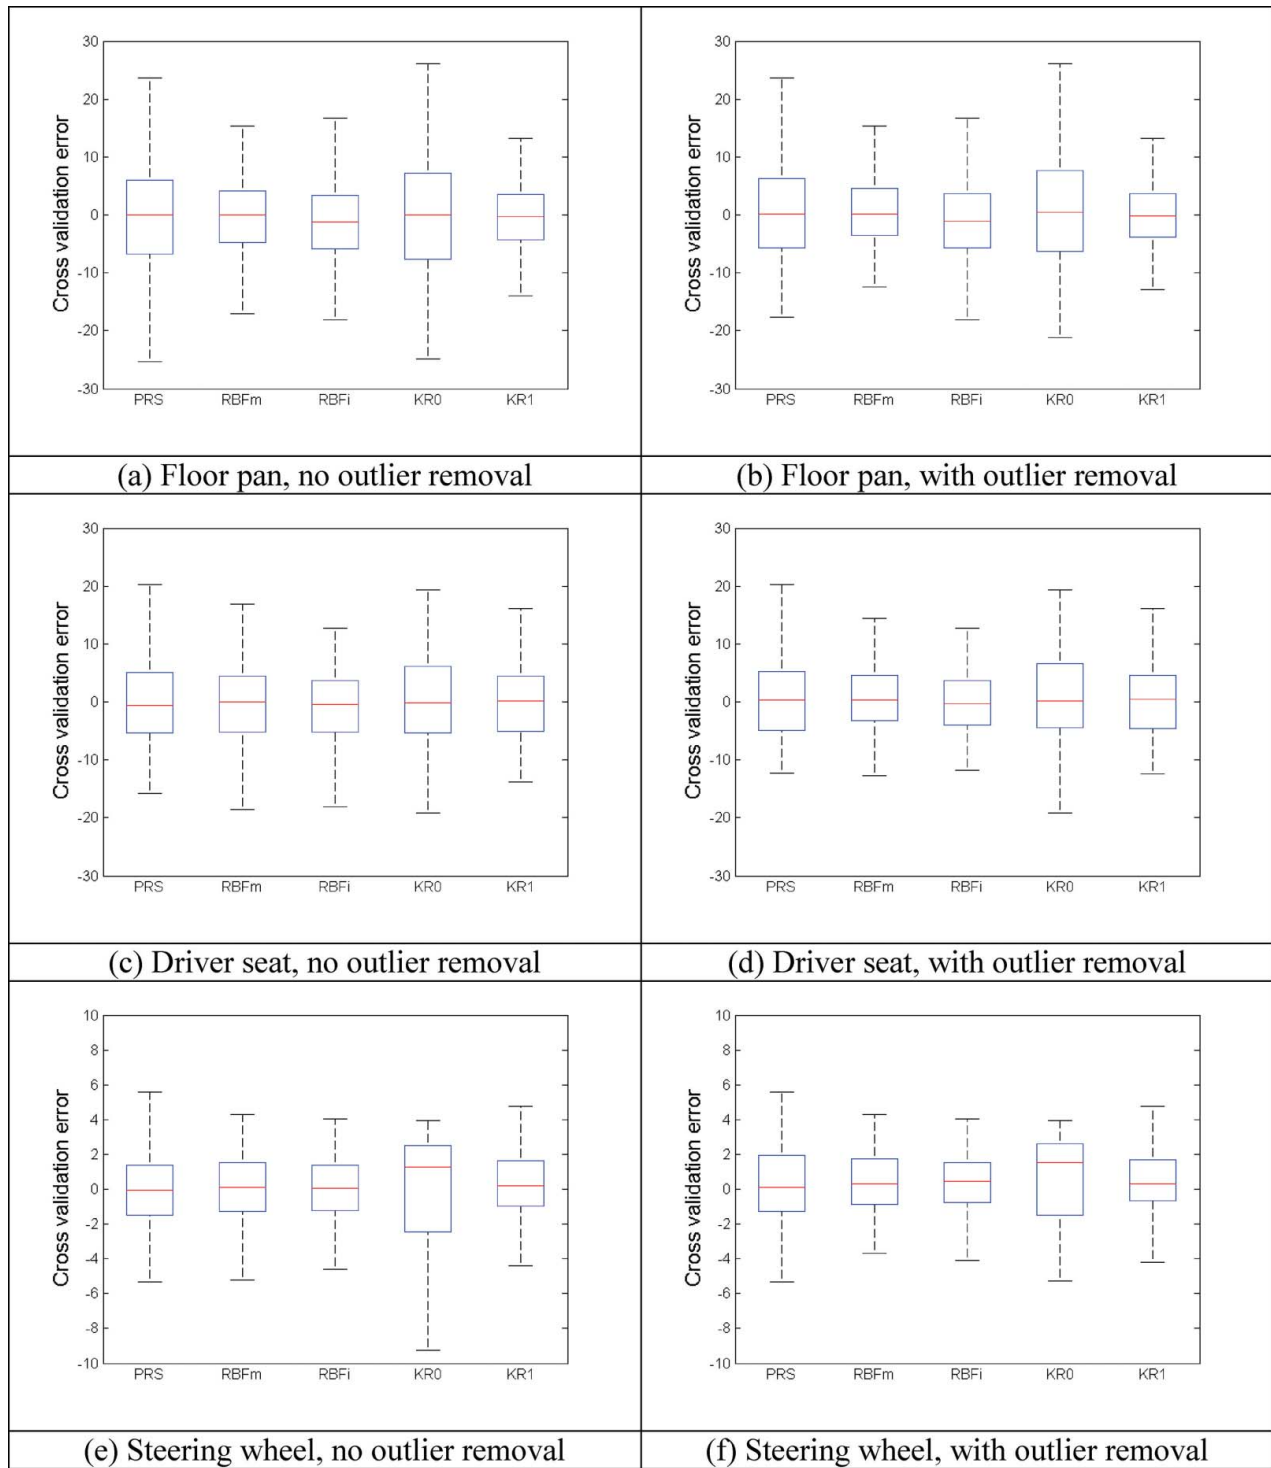 Cross validation error
30
20
10
0
-10
-20
-30
PRS RBFm RBFi KR0 KR1
Cross validation error
30
20
10
0
-10
-20
-30
PRS RBFm RBFi KR0 KR1
(a) Floor pan, no outlier removal
(b) Floor pan, with outlier removal
Cross validation error
30
20
10
0
-10
-20
-30
PRS RBFm RBFi KR0 KR1
Cross validation error
30
20
10
0
-10
-20
-30
PRS RBFm RBFi KR0 KR1
(c) Driver seat, no outlier removal
(d) Driver seat, with outlier removal
Cross validation error
10
8
6
4
2
0
-2
-4
-6
-8
-10
PRS RBFm RBFi KR0 KR1
Cross validation error
10
8
6
4
2
0
-2
-4
-6
-8
-10
PRS RBFm RBFi KR0 KR1
(e) Steering wheel, no outlier removal
(f) Steering wheel, with outlier removal